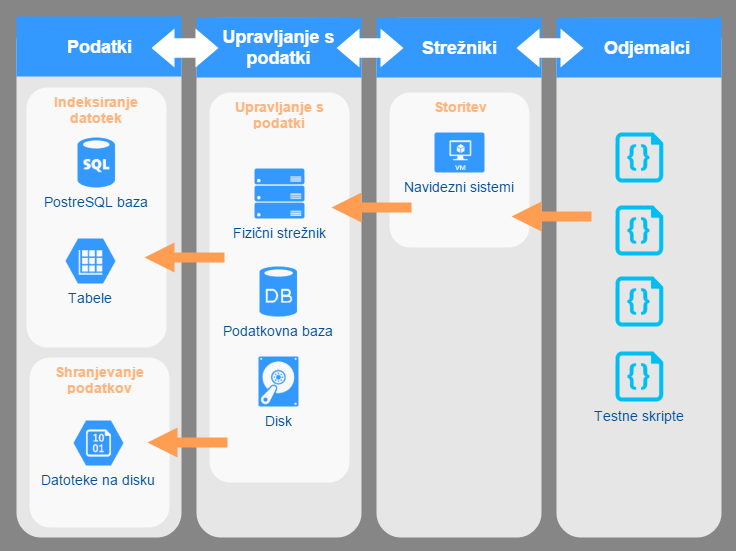 Podatki
Upravljanje s
podatki
Strežniki
Odjemalci
Indeksiranje
datotek
SQL
PostreSQL baza
Tabele
Shranjevanje
podatkov
10
01
Datoteke na disku
Upravljanje s
podatki
Fizični strežnik
DB
Podatkovna baza
Disk
Storitev
VM
Navidezni sistemi
{ }
{ }
{ }
{ }
Testne skripte